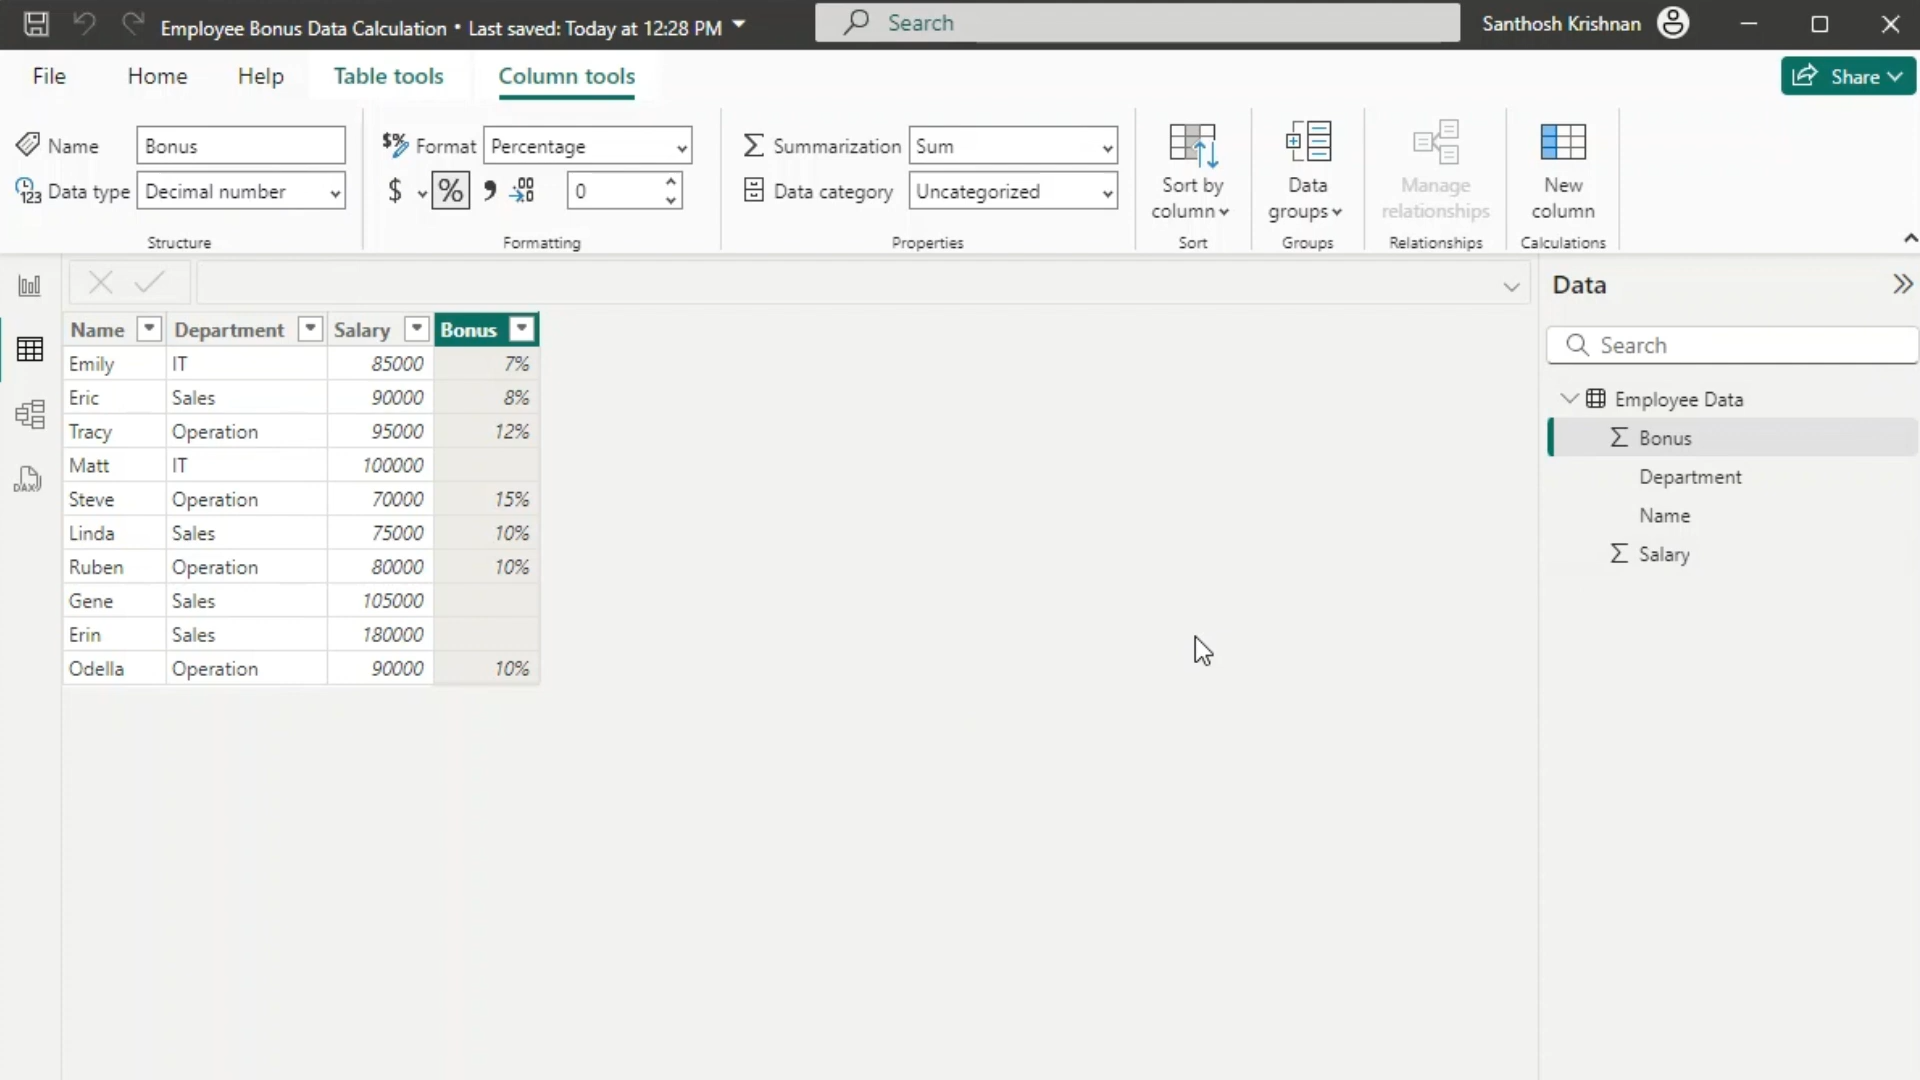 Employee Bonus Data Calculation • Last saved: Today at 12:28 PM
Search
Santhosh Krishnan
File Home Help Table tools Column tools
Share
Name Bonus
Data type Decimal number
Structure
$% Format Percentage
$ % 9 .00 0
Formatting
Summarization Sum
Data category Uncategorized
Properties
Sort by
column
Sort
Data
groups
Groups
Manage
relationships
Relationships
New
column
Calculations
Name Department Salary Bonus
Emily IT 85000 7%
Eric Sales 90000 8%
Tracy Operation 95000 12%
Matt IT 100000
Steve Operation 70000 15%
Linda Sales 75000 10%
Ruben Operation 80000 10%
Gene Sales 105000
Erin Sales 180000
Odella Operation 90000 10%
DAX
Data
Search
Employee Data
Bonus
Department
Name
Salary